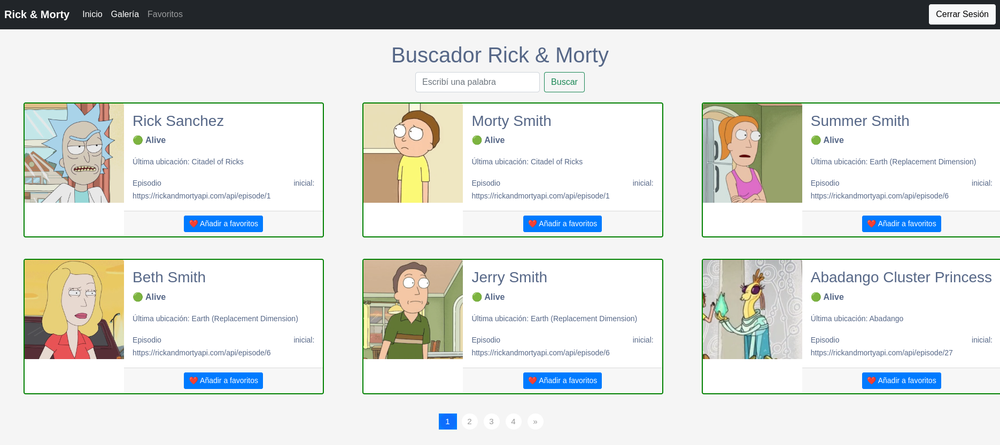 Rick & Morty Inicio Galería Favoritos Cerrar Sesión
Buscador Rick & Morty
Escribí una palabra Buscar
Rick Sanchez
🟢 Alive
Última ubicación: Citadel of Ricks
Episodio inicial:
https://rickandmortyapi.com/api/episode/1
❤️ Añadir a favoritos
Morty Smith
🟢 Alive
Última ubicación: Citadel of Ricks
Episodio inicial:
https://rickandmortyapi.com/api/episode/1
❤️ Añadir a favoritos
Summer Smith
🟢 Alive
Última ubicación: Earth (Replacement Dimension)
Episodio inicial:
https://rickandmortyapi.com/api/episode/6
❤️ Añadir a favoritos
Beth Smith
🟢 Alive
Última ubicación: Earth (Replacement Dimension)
Episodio inicial:
https://rickandmortyapi.com/api/episode/6
❤️ Añadir a favoritos
Jerry Smith
🟢 Alive
Última ubicación: Earth (Replacement Dimension)
Episodio inicial:
https://rickandmortyapi.com/api/episode/6
❤️ Añadir a favoritos
Abadango Cluster Princess
🟢 Alive
Última ubicación: Abadango
Episodio inicial:
https://rickandmortyapi.com/api/episode/27
❤️ Añadir a favoritos
1 2 3 4 »